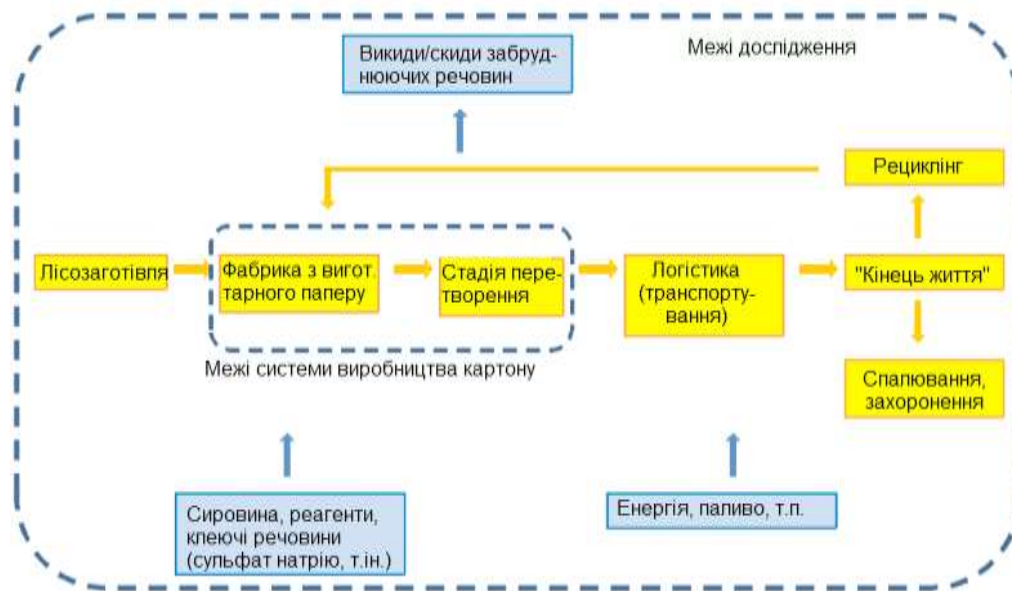 Викиди/скиди забруд-
нюючих речовин
Межі дослідження
Рециклінг
Лісозаготівля
Фабрика з вигот.
тарного паперу
Стадія пере-
творення
Логістика
(транспорту-
вання)
"Кінець життя"
Межі системи виробництва картону
Спалювання,
захоронення
Сировина, реагенти,
клеючі речовини
(сульфат натрію, т.ін.)
Енергія, паливо, т.п.